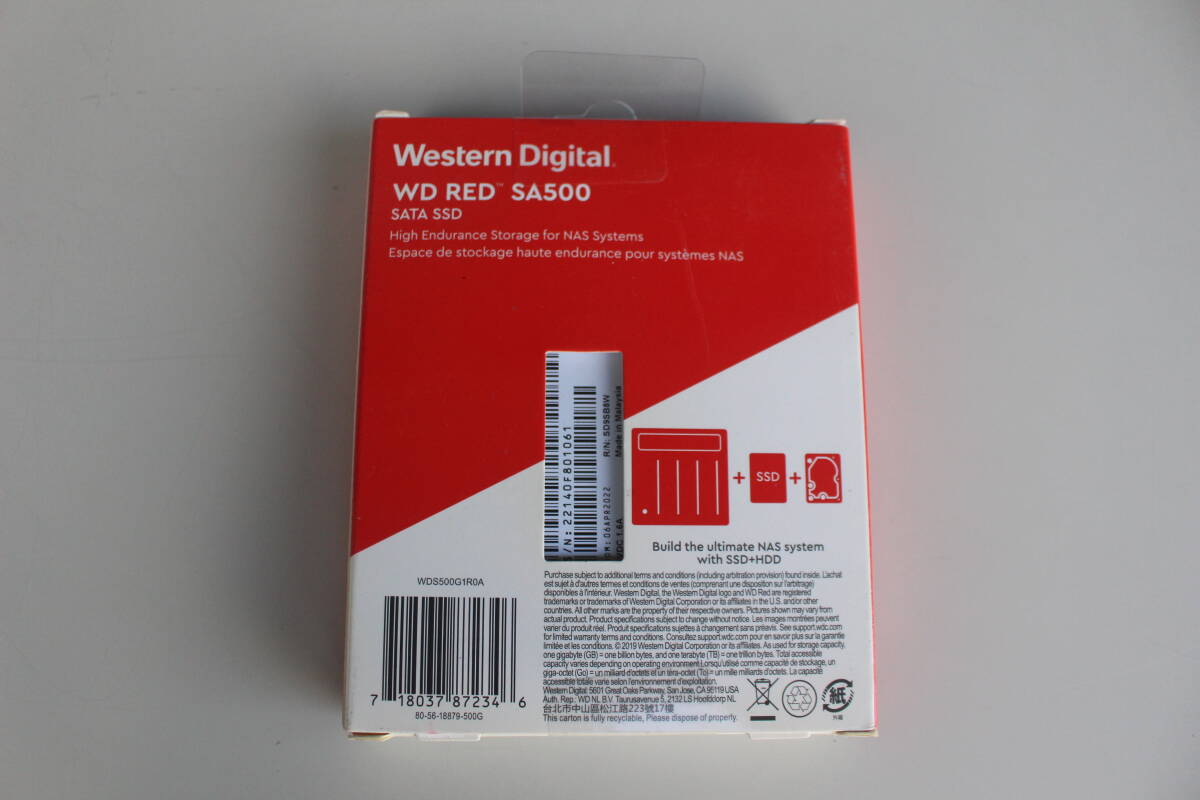 Western Digital.
WD RED™ SA500
SATA SSD
High Endurance Storage for NAS Systems
Espace de stockage haute endurance pour systèmes NAS
S/N: 2214DF801061
DOM: 06APR2022
R/N: SD9SB8W
VDC 1.6A
Made in Malaysia
+ SSD +
Build the ultimate NAS system
with SSD+HDD
WDS500G1R0A
7 18037 87234 6
80-56-18879-500G
Purchase subject to additional terms and conditions (including arbitration provision) found inside. L'achat
est sujet à d'autres termes et conditions de ventes (comprenant une disposition sur l'arbitrage)
disponibles à l'intérieur. Western Digital, the Western Digital logo and WD Red are registered
trademarks or trademarks of Western Digital Corporation or its affiliates in the U.S. and/or other
countries. All other marks are the property of their respective owners. Pictures shown may vary from
actual product. Product specifications subject to change without notice. Les images montrées peuvent
varier du produit réel. Produit specifications sujettes à changement sans préavis. See support.wdc.com
for limited warranty terms and conditions. Consultez support.wdc.com pour en savoir plus sur la garantie
limitée et les conditions. © 2019 Western Digital Corporation or its affiliates. As used for storage capacity,
one gigabyte (GB) = one billion bytes, and one terabyte (TB) = one trillion bytes. Total accessible
capacity varies depending on operating environment Lorsqu'utilisé comme capacité de stockage, un
giga-octet (Go) = un milliard d'octets et un téra-octet (To) = un mille milliards d'octets. La capacité
accessible totale varie selon l'environnement d'exploitation.
Western Digital: 5601 Great Oaks Parkway, San Jose, CA 95119 USA
Auth. Rep.: WD NL B.V. Taurusavenue 5, 2132 LS Hoofddorp NL
台北市中山區松江路223號17樓
This carton is fully recyclable, Please dispose of properly.
紙
外箱